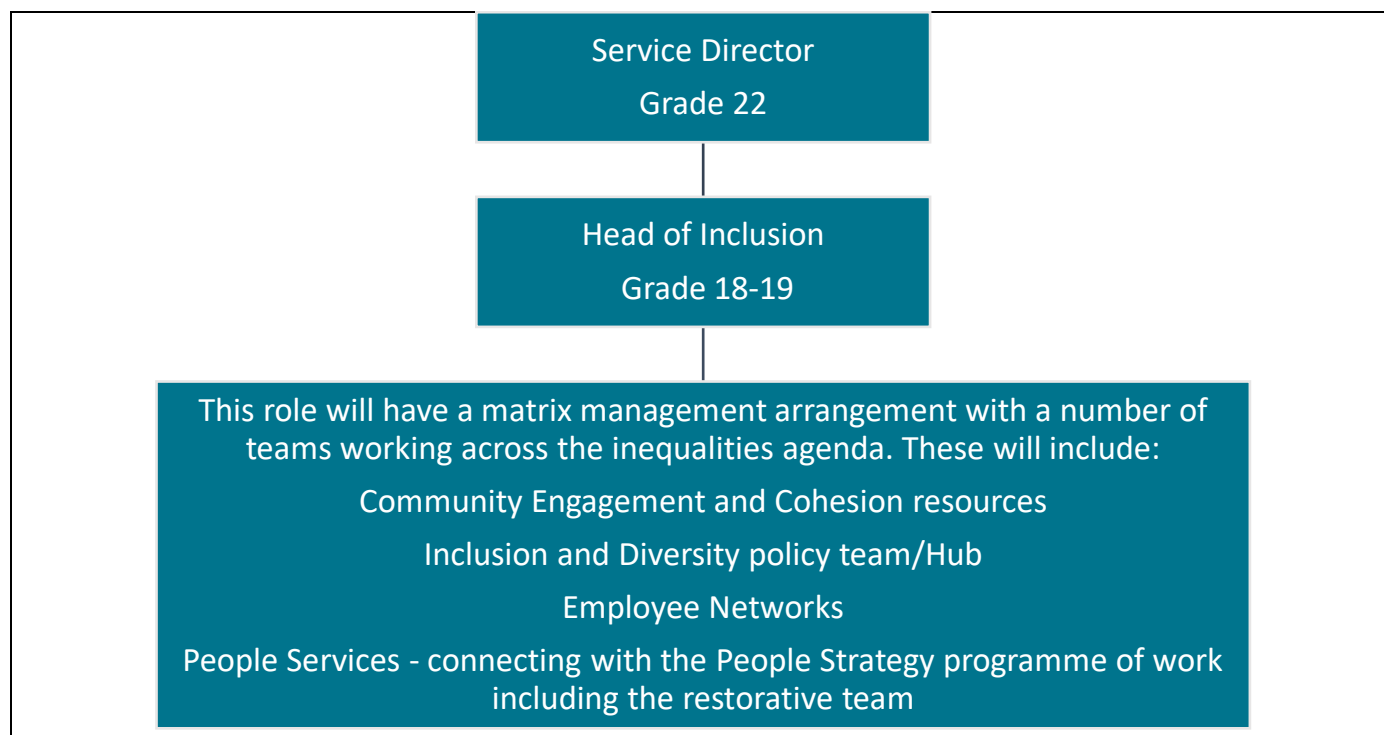 Service Director
Grade 22
Head of Inclusion
Grade 18-19
This role will have a matrix management arrangement with a number of
teams working across the inequalities agenda. These will include:
Community Engagement and Cohesion resources
Inclusion and Diversity policy team/Hub
Employee Networks
People Services - connecting with the People Strategy programme of work
including the restorative team